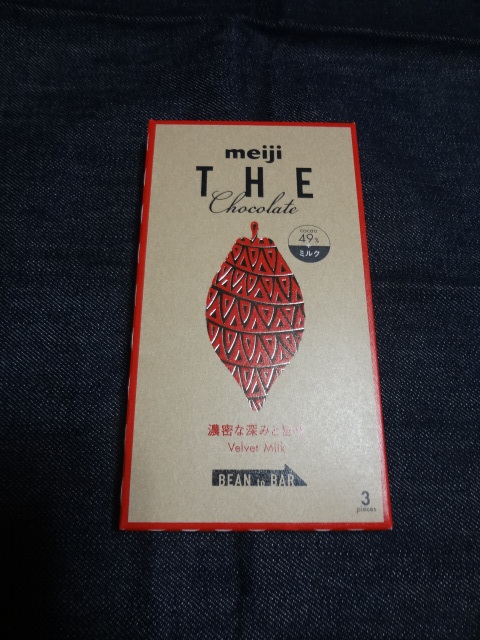 meiji
THE
Chocolate
cacao
49%
ミルク
濃密な深みと
Velvet Milk
BEAN to BAR
3
pieces